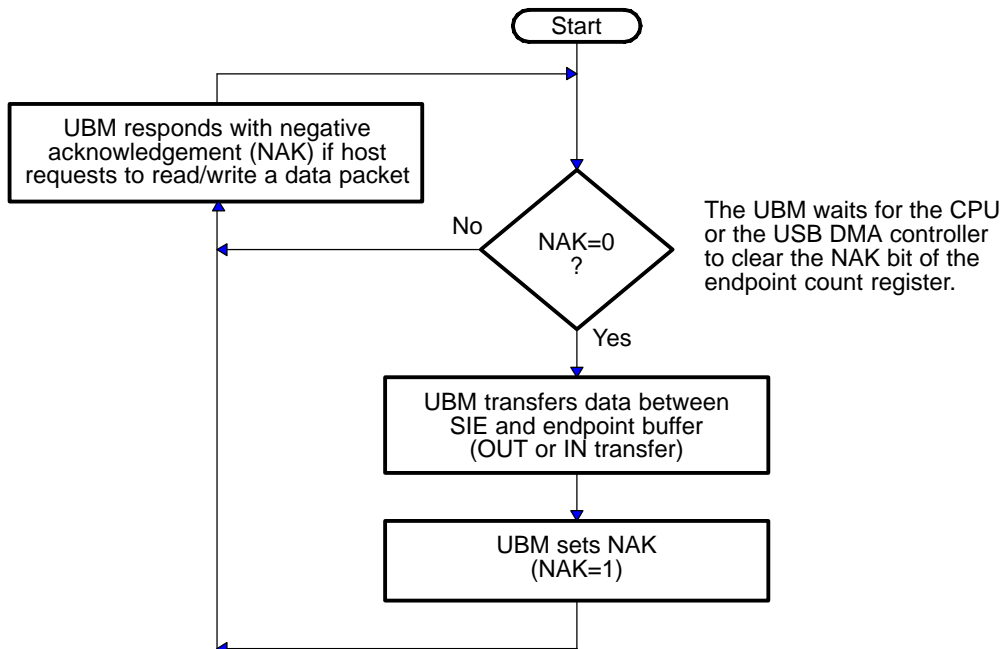 Start
UBM responds with negative
acknowledgement (NAK) if host
requests to read/write a data packet
No
NAK=0
?
The UBM waits for the CPU
or the USB DMA controller
to clear the NAK bit of the
endpoint count register.
Yes
UBM transfers data between
SIE and endpoint buffer
(OUT or IN transfer)
UBM sets NAK
(NAK=1)